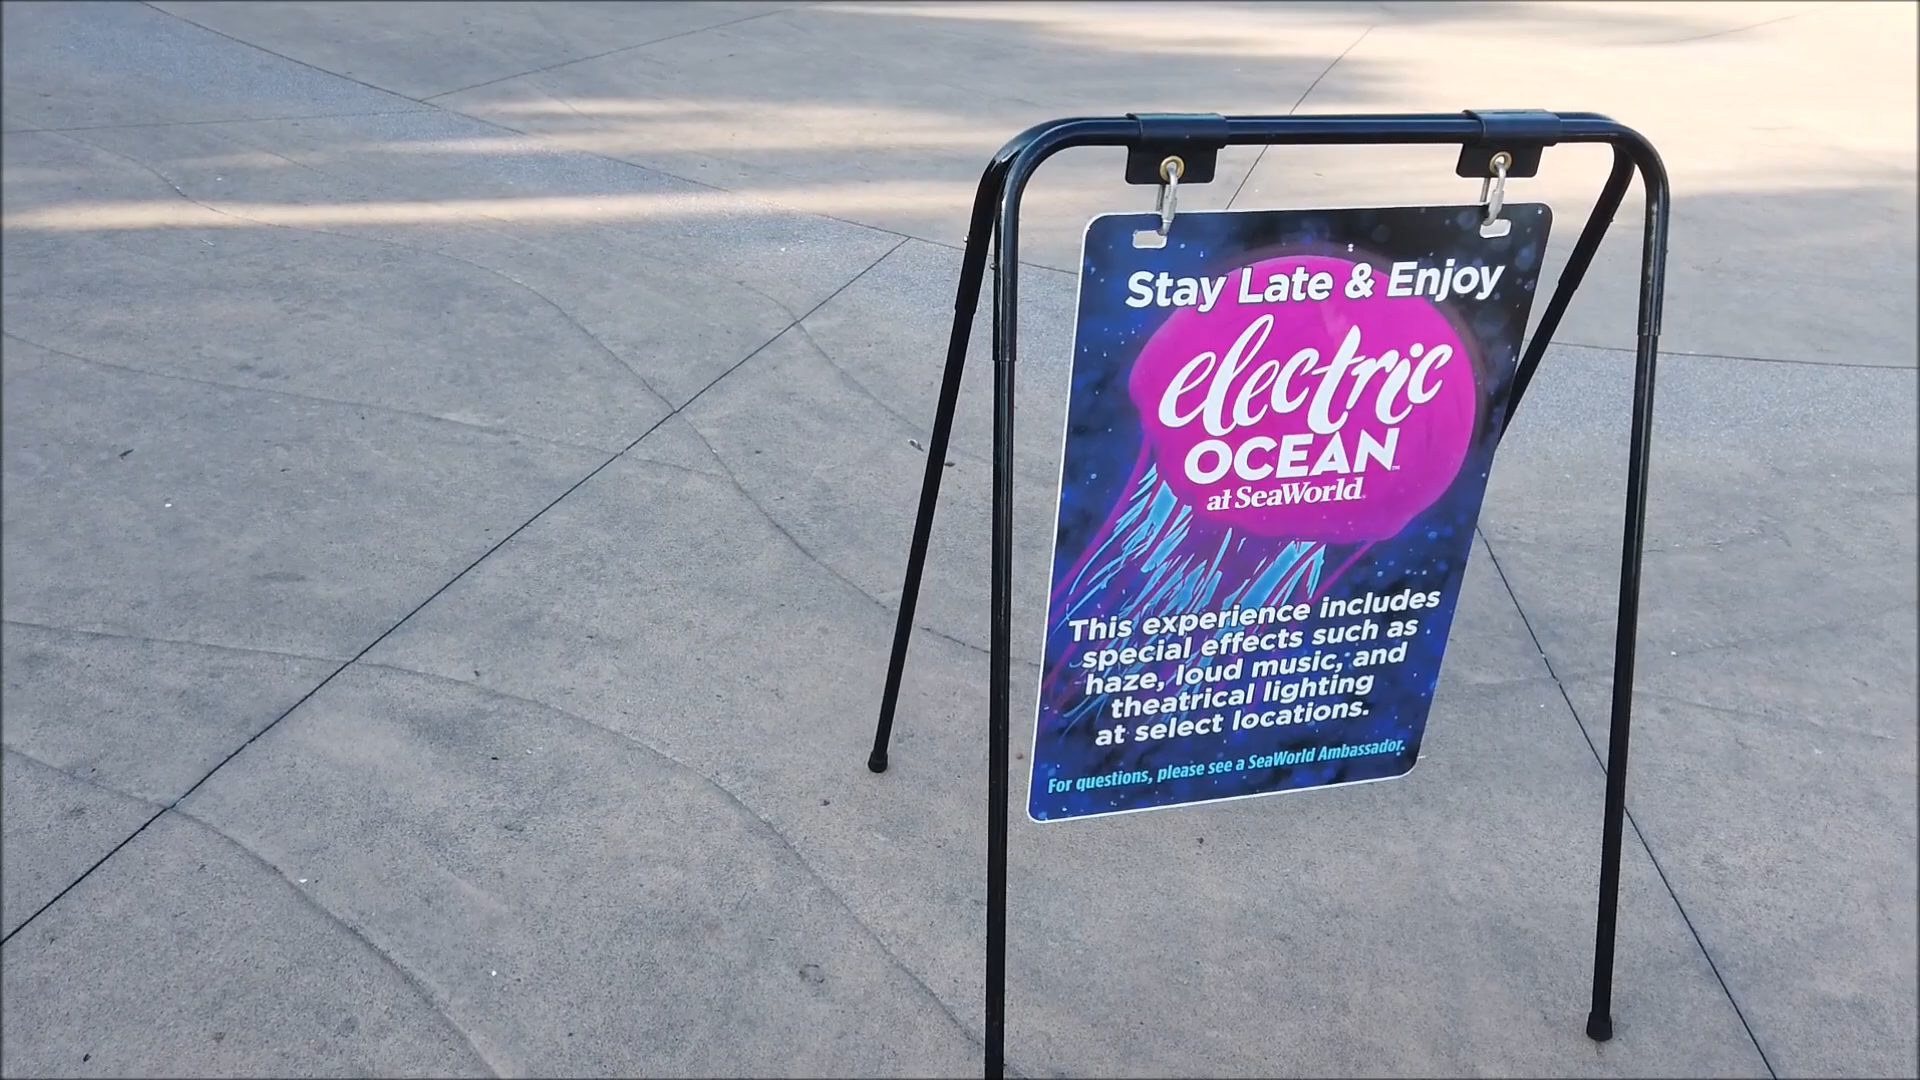 Stay Late & Enjoy
electric
OCEAN™
at SeaWorld®
This experience includes
special effects such as
haze, loud music, and
theatrical lighting
at select locations.
For questions, please see a SeaWorld Ambassador.